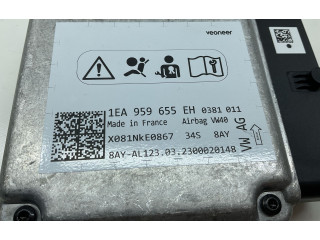 veoneer
1EA 959 655 EH 0381 011
Made in France Airbag VW40
X081NkE0867 34S 8AY
8AY-AL123.03.2300020148
VW AG